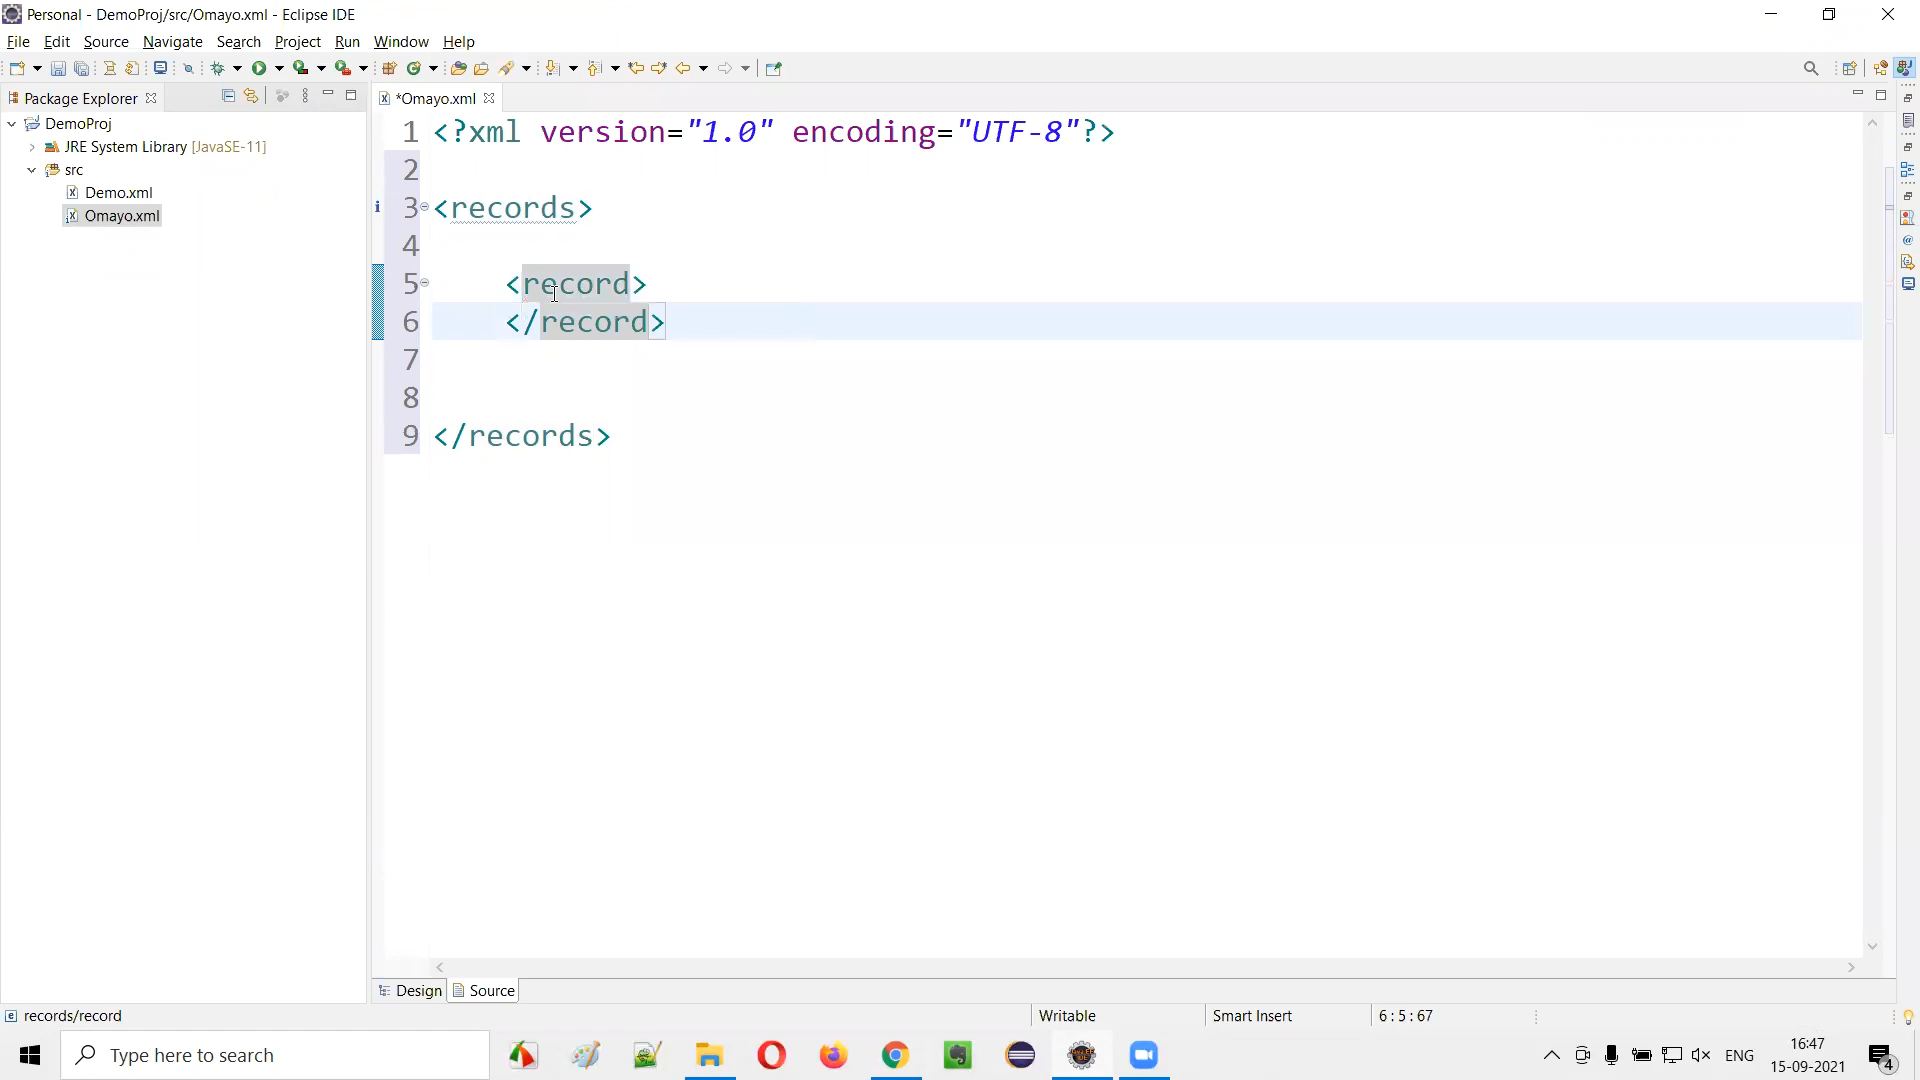 Personal - DemoProj/src/Omayo.xml - Eclipse IDE
File Edit Source Navigate Search Project Run Window Help
Package Explorer
*Omayo.xml
DemoProj
JRE System Library [JavaSE-11]
src
Demo.xml
Omayo.xml
1 <?xml version="1.0" encoding="UTF-8"?>
2
3 <records>
4
5 <record>
6 </record>
7
8
9 </records>
Design Source
records/record Writable Smart Insert 6 : 5 : 67
Type here to search
ENG
16:47
15-09-2021
4